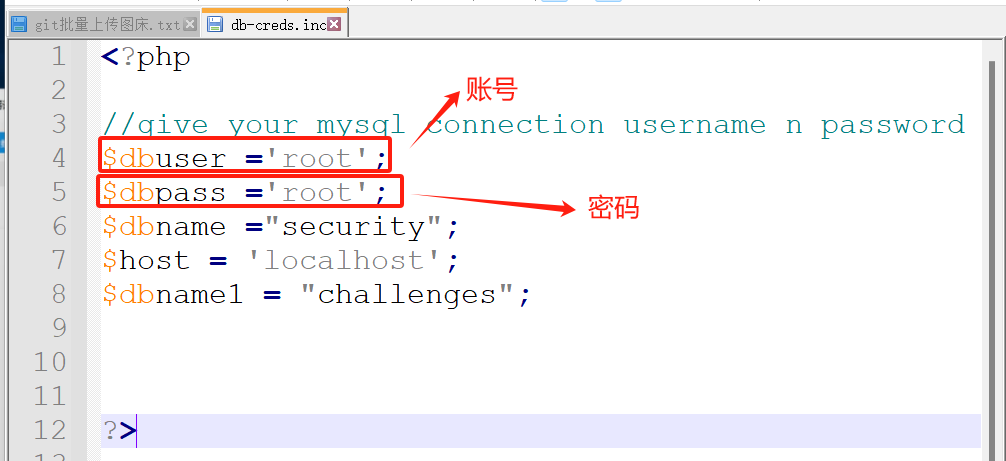 git批量上传图床.txt db-creds.inc
1 <?php
账号
2
3 //give your mysql connection username n password
4 $dbuser ='root';
5 $dbpass ='root';
密码
6 $dbname ="security";
7 $host = 'localhost';
8 $dbname1 = "challenges";
9
10
11
12 ?>